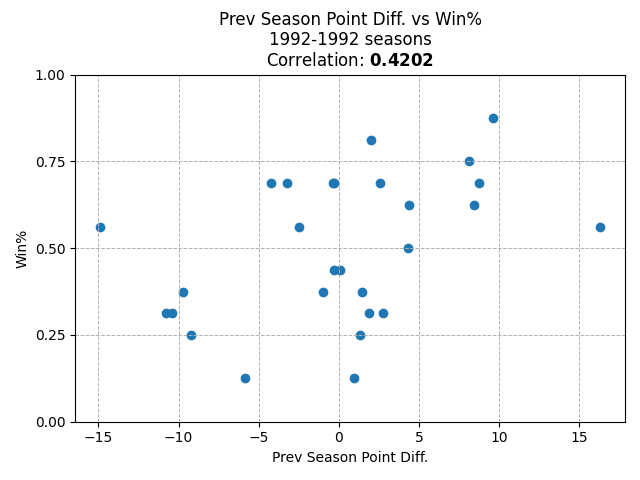 Prev Season Point Diff. vs Win%
1992-1992 seasons
Correlation: 0.4202
1.00
0.75
0.50
0.25
0.00
Win%
−15
−10
−5
0
5
10
15
Prev Season Point Diff.